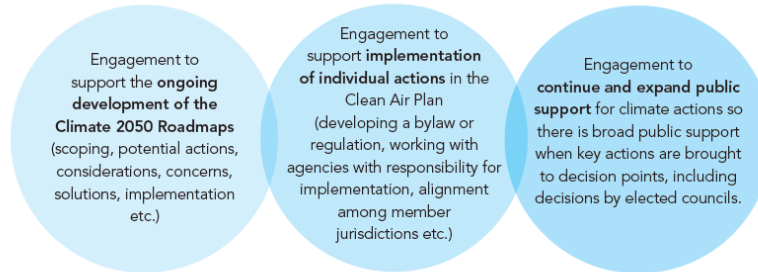 Engagement to
support the ongoing
development of the
Climate 2050 Roadmaps
(scoping, potential actions,
considerations, concerns,
solutions, implementation
etc.)
Engagement to
support implementation
of individual actions in the
Clean Air Plan
(developing a bylaw or
regulation, working with
agencies with responsibility for
implementation, alignment
among member
jurisdictions etc.)
Engagement to
continue and expand public
support for climate actions so
there is broad public support
when key actions are brought
to decision points, including
decisions by elected councils.